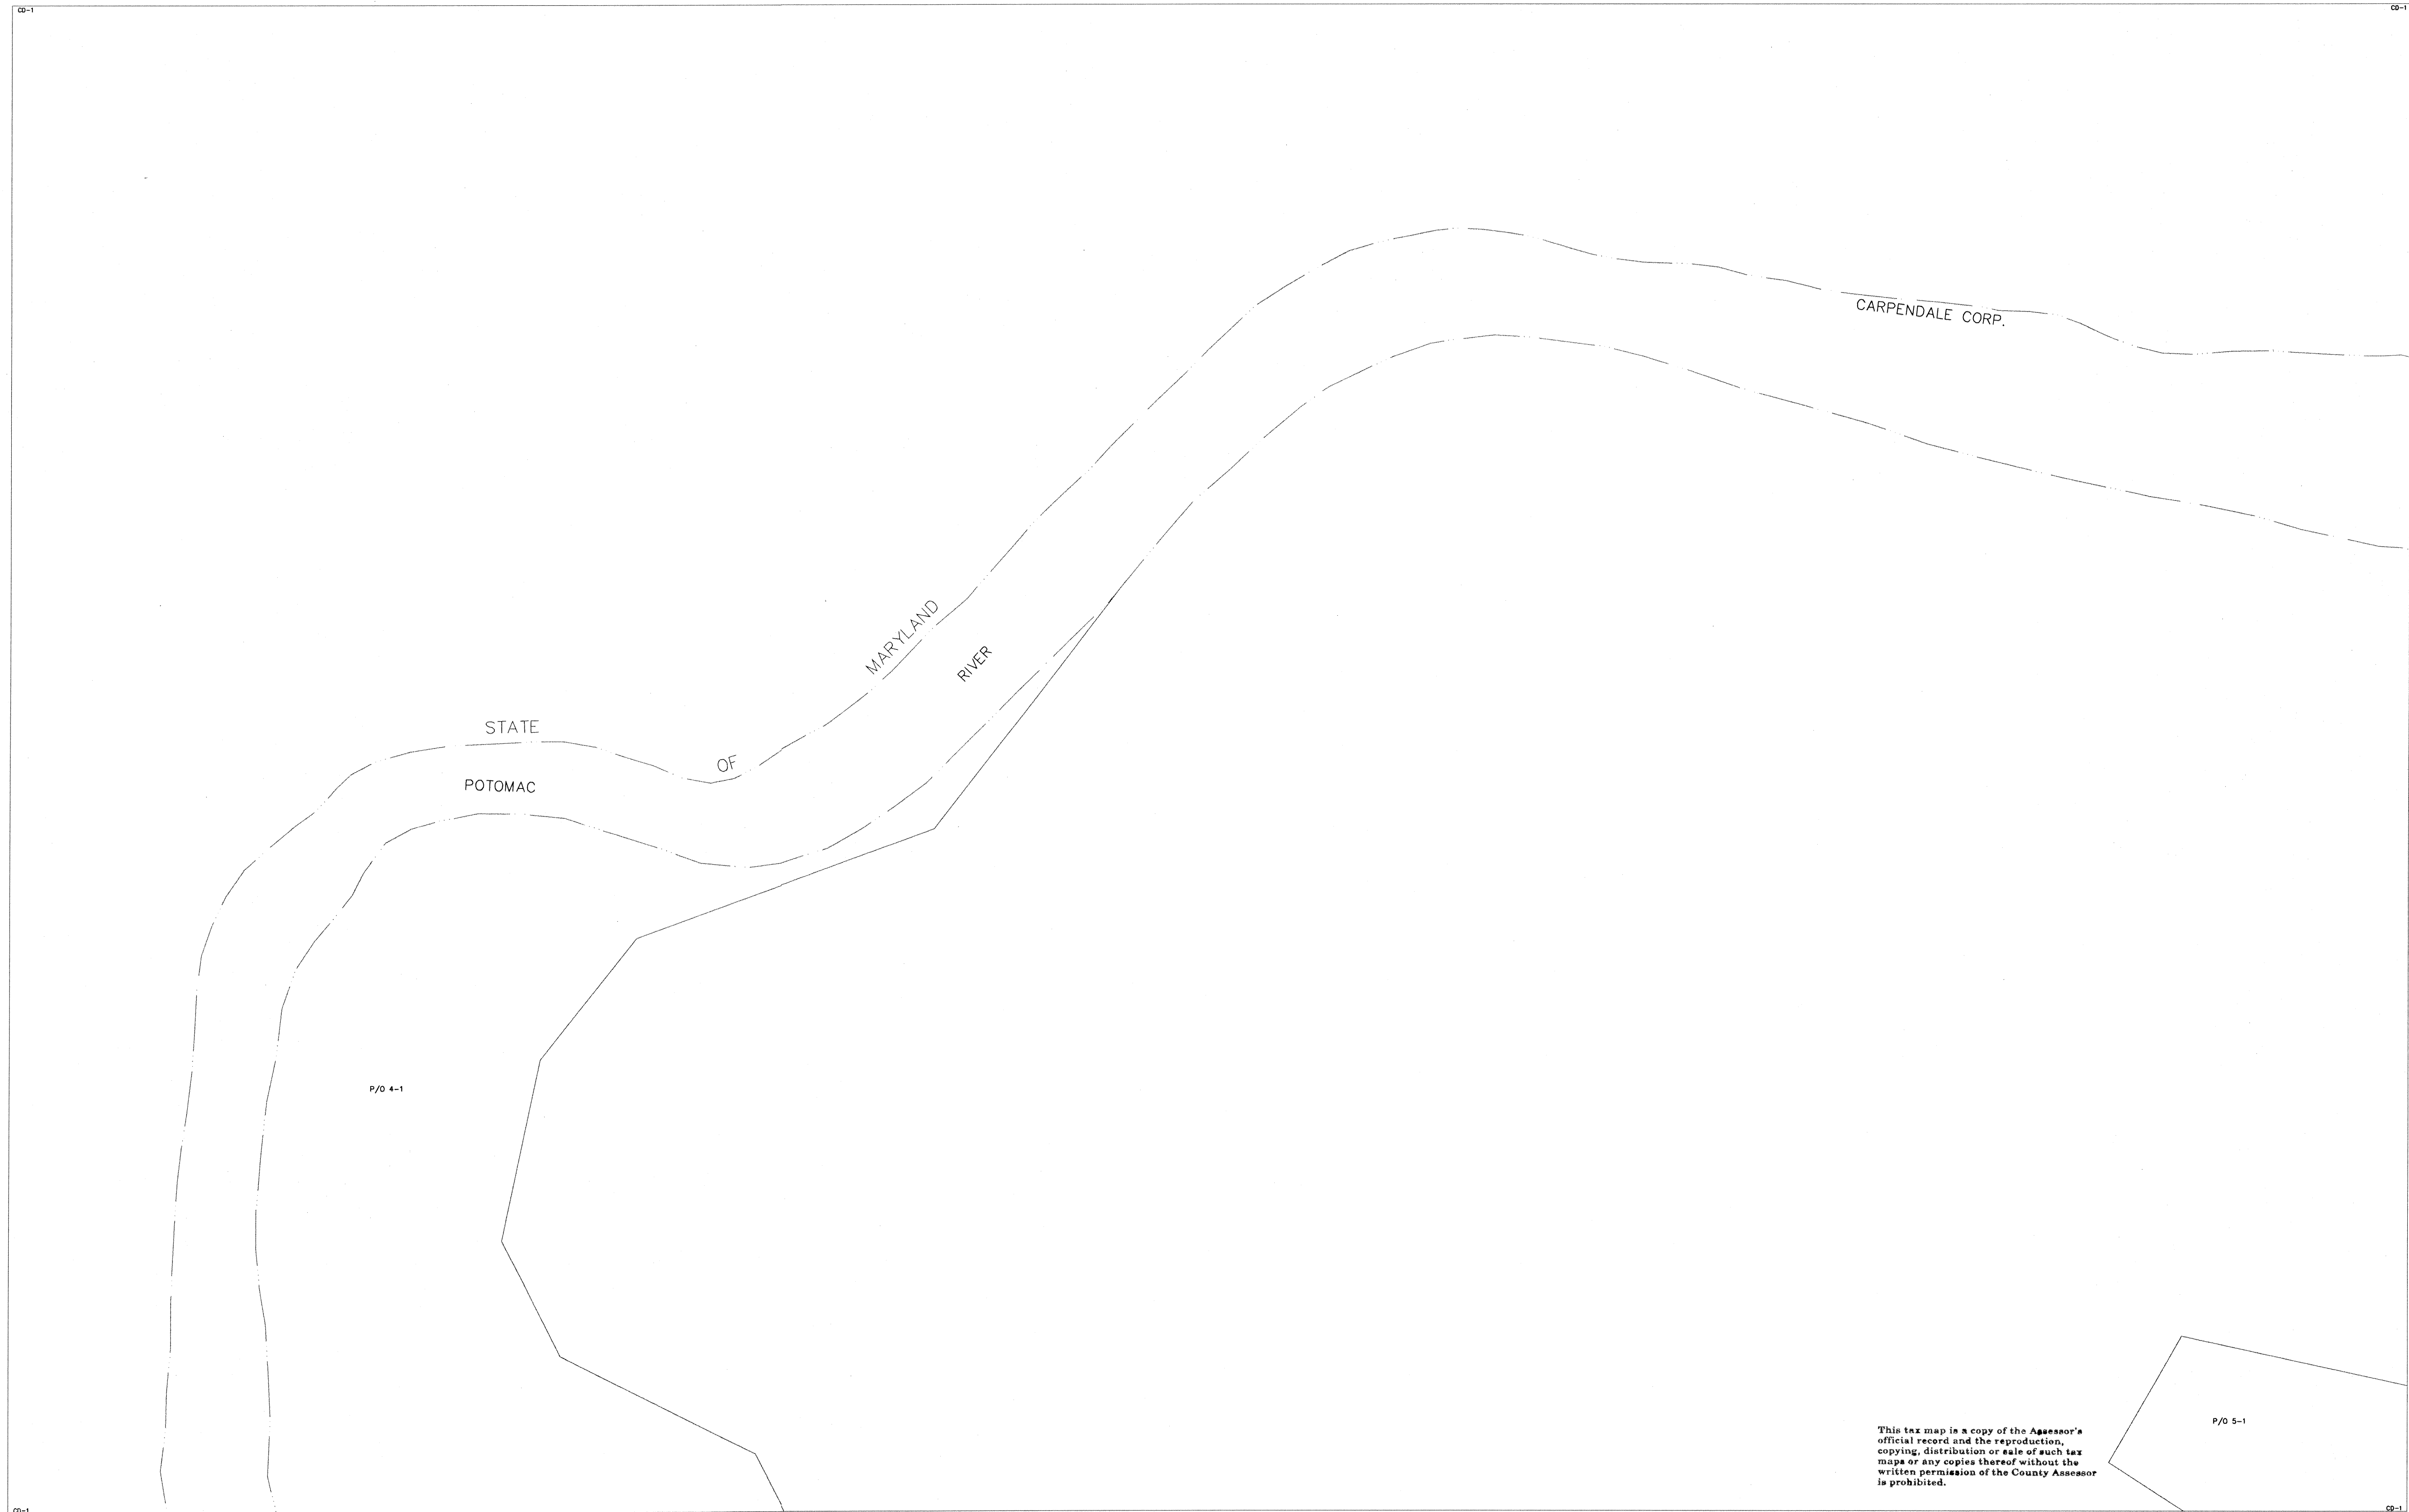 CD-1
CD-1
CARPENDALE CORP.
MARYLAND
RIVER
STATE
OF
POTOMAC
P/O 4-1
P/O 5-1
This tax map is a copy of the Assessor's
official record and the reproduction,
copying, distribution or sale of such tax
maps or any copies thereof without the
written permission of the County Assessor
is prohibited.
CD-1
CD-1